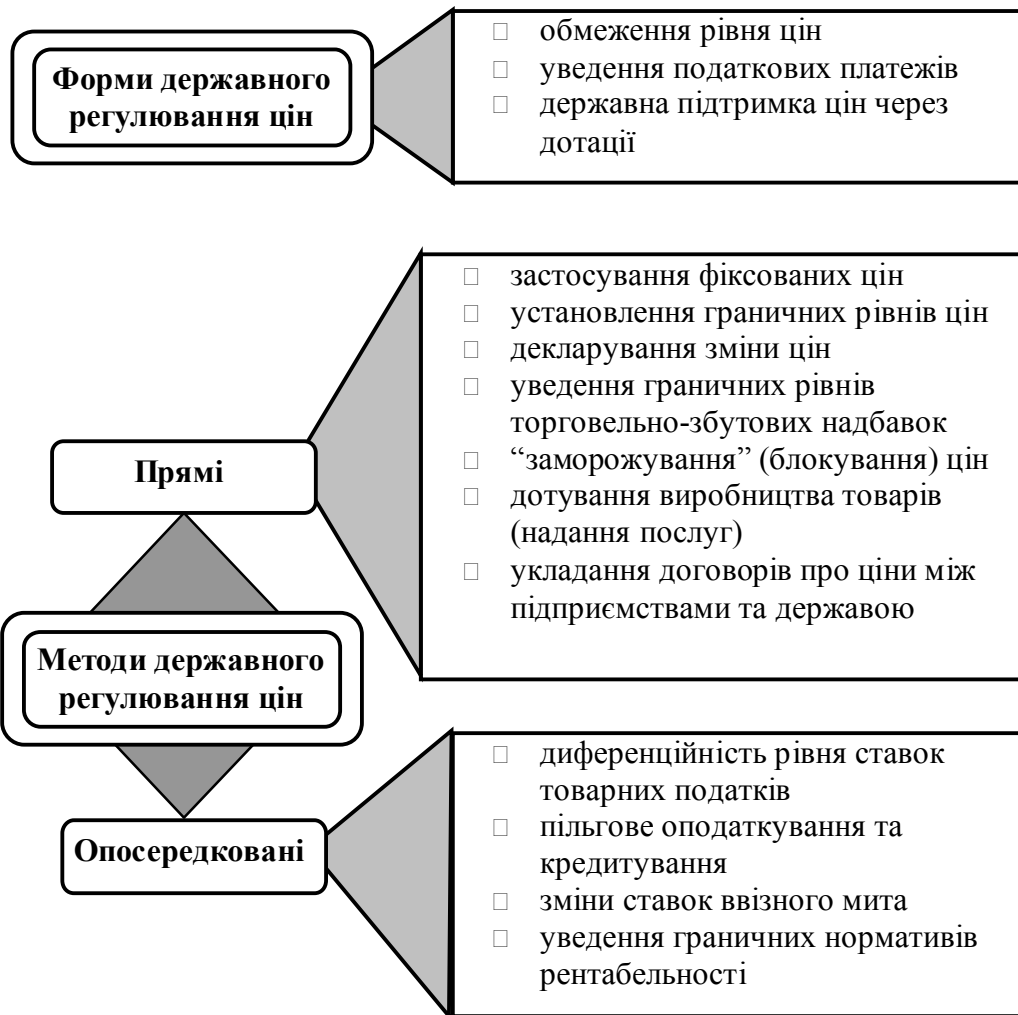 Форми державного
регулювання цін
□ обмеження рівня цін
□ уведення податкових платежів
□ державна підтримка цін через
дотації
Прямі
□ застосування фіксованих цін
□ установлення граничних рівнів цін
□ декларування зміни цін
□ уведення граничних рівнів
торговельно-збутових надбавок
□ “заморожування” (блокування) цін
□ дотування виробництва товарів
(надання послуг)
□ укладання договорів про ціни між
підприємствами та державою
Методи державного
регулювання цін
Опосередковані
□ диференційність рівня ставок
товарних податків
□ пільгове оподаткування та
кредитування
□ зміни ставок ввізного мита
□ уведення граничних нормативів
рентабельності